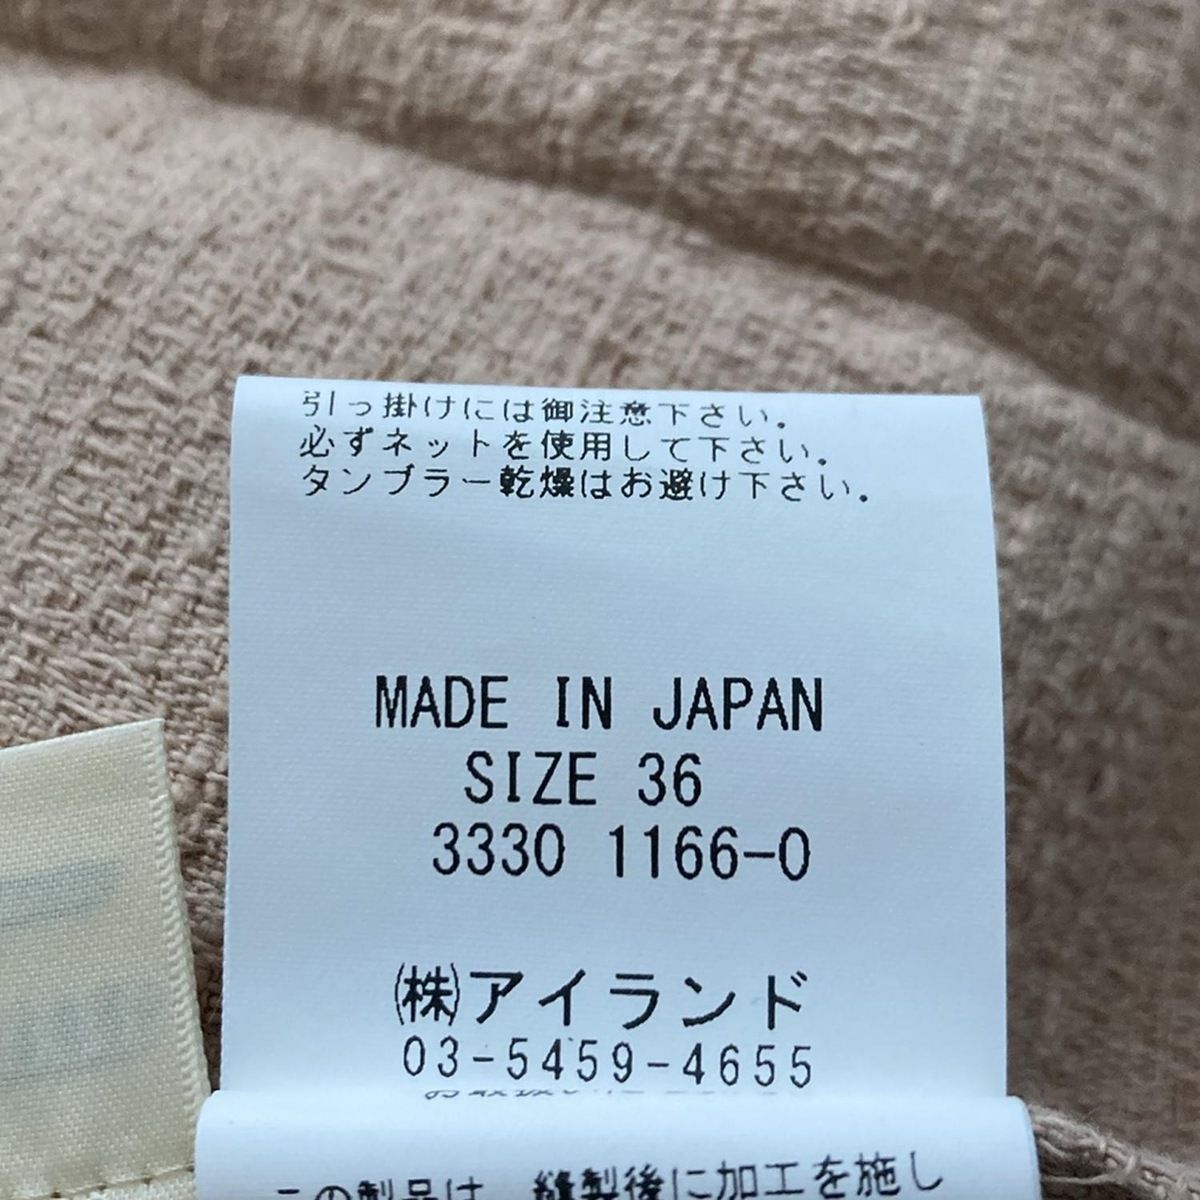 引っ掛けには御注意下さい。
必ずネットを使用して下さい。
タンブラー乾燥はお避け下さい。
MADE IN JAPAN
SIZE 36
3330 1166-0
㈱アイランド
03-5459-4655
この製品は、縫製後に加工を施し